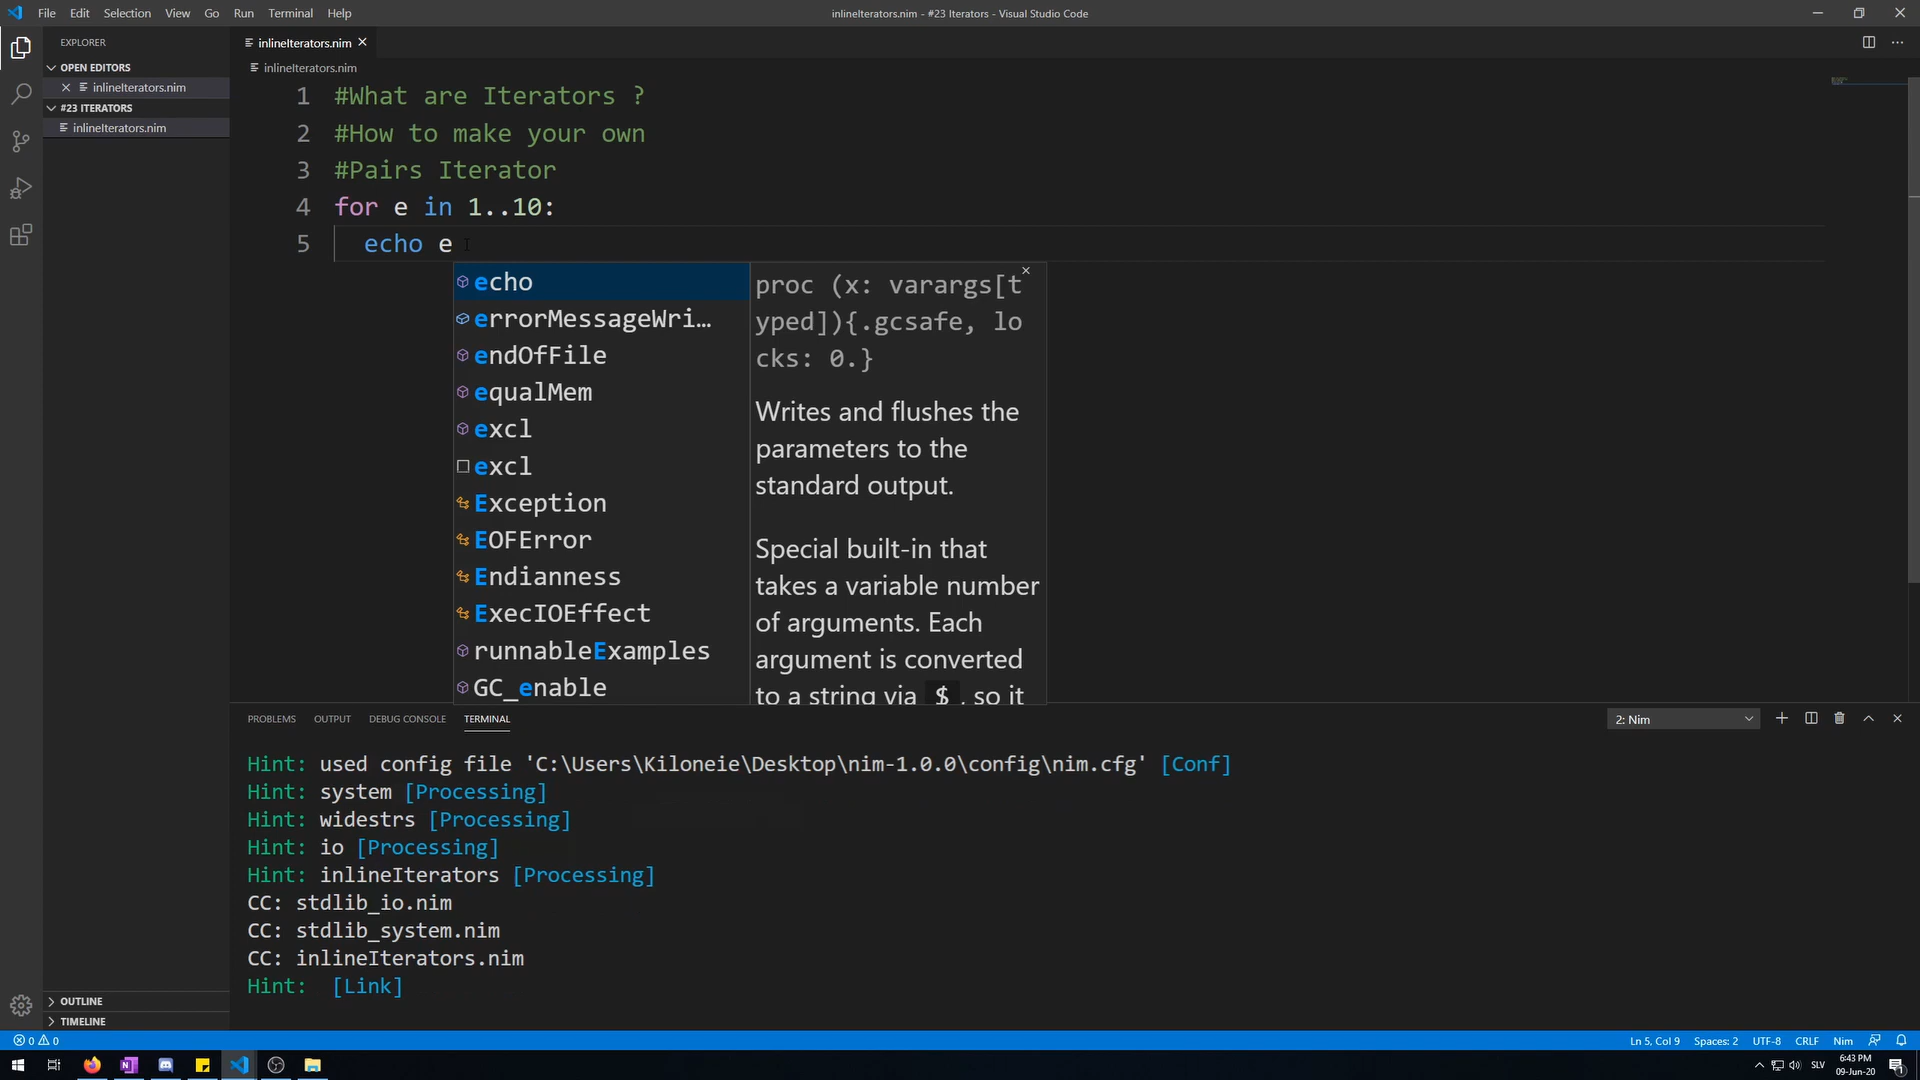 File Edit Selection View Go Run Terminal Help
inlineIterators.nim - #23 Iterators - Visual Studio Code
EXPLORER
OPEN EDITORS
inlineIterators.nim
#23 ITERATORS
inlineIterators.nim
OUTLINE
TIMELINE
inlineIterators.nim
inlineIterators.nim
1 #What are Iterators ?
2 #How to make your own
3 #Pairs Iterator
4 for e in 1..10:
5 echo e
echo
errorMessageWri...
endOfFile
equalMem
excl
excl
Exception
EOFError
Endianness
ExecIOEffect
runnableExamples
GC_enable
proc (x: varargs[t
yped]){.gcsafe, lo
cks: 0.}
Writes and flushes the
parameters to the
standard output.
Special built-in that
takes a variable number
of arguments. Each
argument is converted
to a string via $ , so it
PROBLEMS OUTPUT DEBUG CONSOLE TERMINAL
2: Nim
Hint: used config file 'C:\Users\Kiloneie\Desktop\nim-1.0.0\config\nim.cfg' [Conf]
Hint: system [Processing]
Hint: widestrs [Processing]
Hint: io [Processing]
Hint: inlineIterators [Processing]
CC: stdlib_io.nim
CC: stdlib_system.nim
CC: inlineIterators.nim
Hint: [Link]
0 0
Ln 5, Col 9 Spaces: 2 UTF-8 CRLF Nim
SLV
6:43 PM
09-Jun-20
1